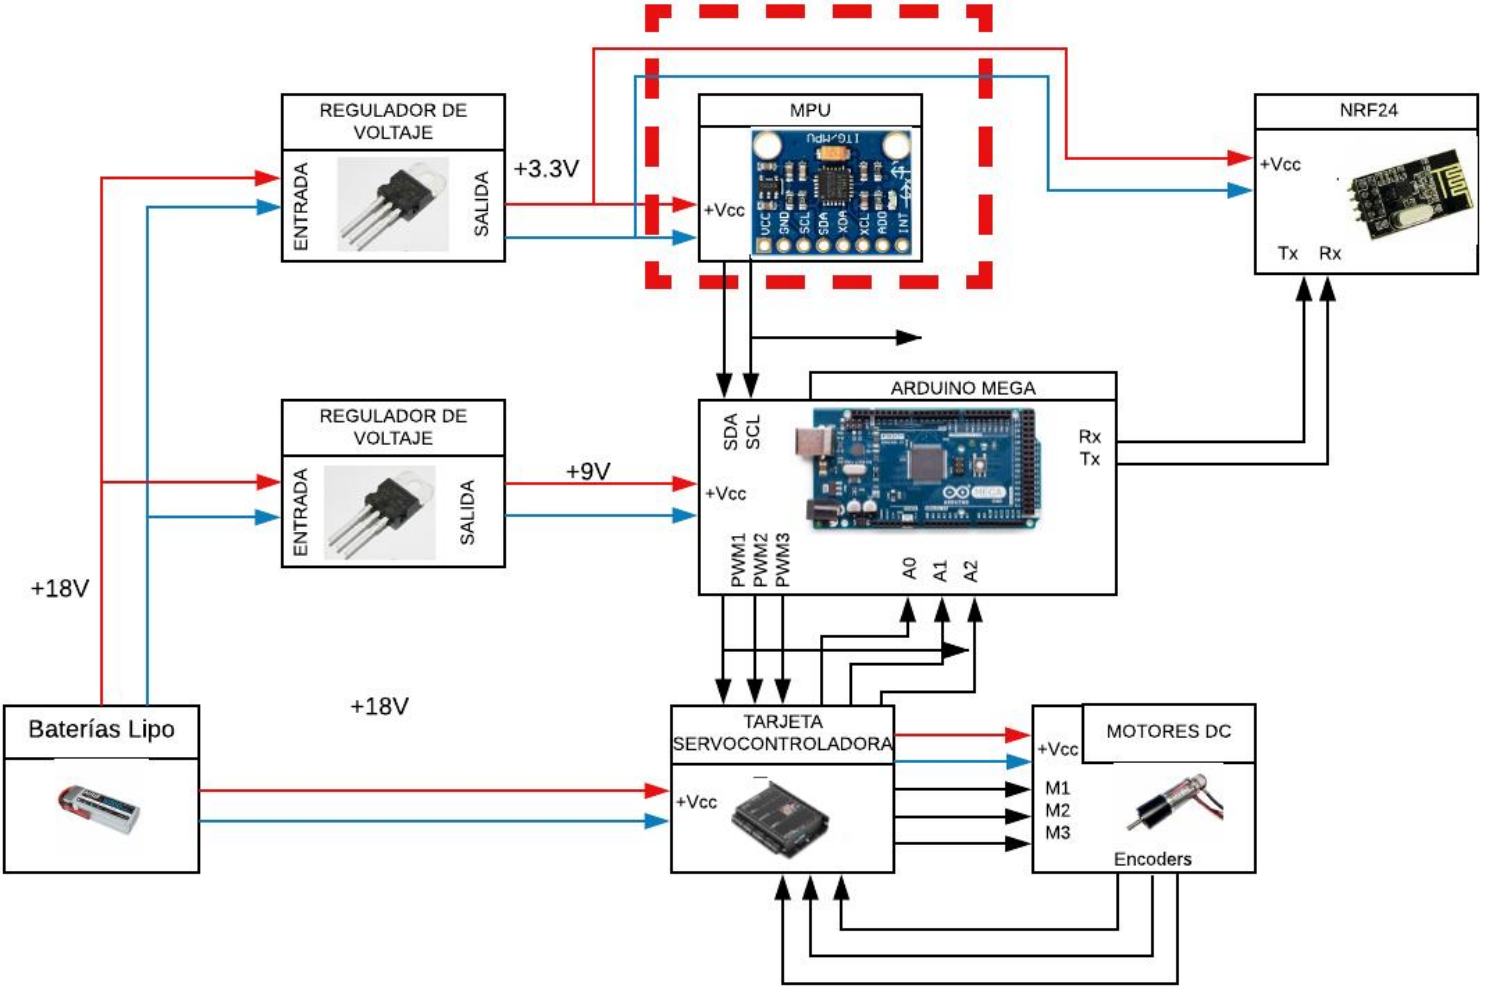 REGULADOR DE
VOLTAJE
ENTRADA
SALIDA
+3.3V
MPU
+Vcc
ITG/MPU
VCC
GND
SCL
SDA
XDA
XCL
ADO
INT
NRF24
+Vcc
Tx
Rx
REGULADOR DE
VOLTAJE
ENTRADA
SALIDA
+9V
ARDUINO MEGA
SDA
SCL
Rx
Tx
+Vcc
MEGA
ARDUINO
PWM1
PWM2
PWM3
A0
A1
A2
+18V
+18V
Baterías Lipo
TARJETA
SERVOCONTROLADORA
+Vcc
MOTORES DC
+Vcc
M1
M2
M3
Encoders